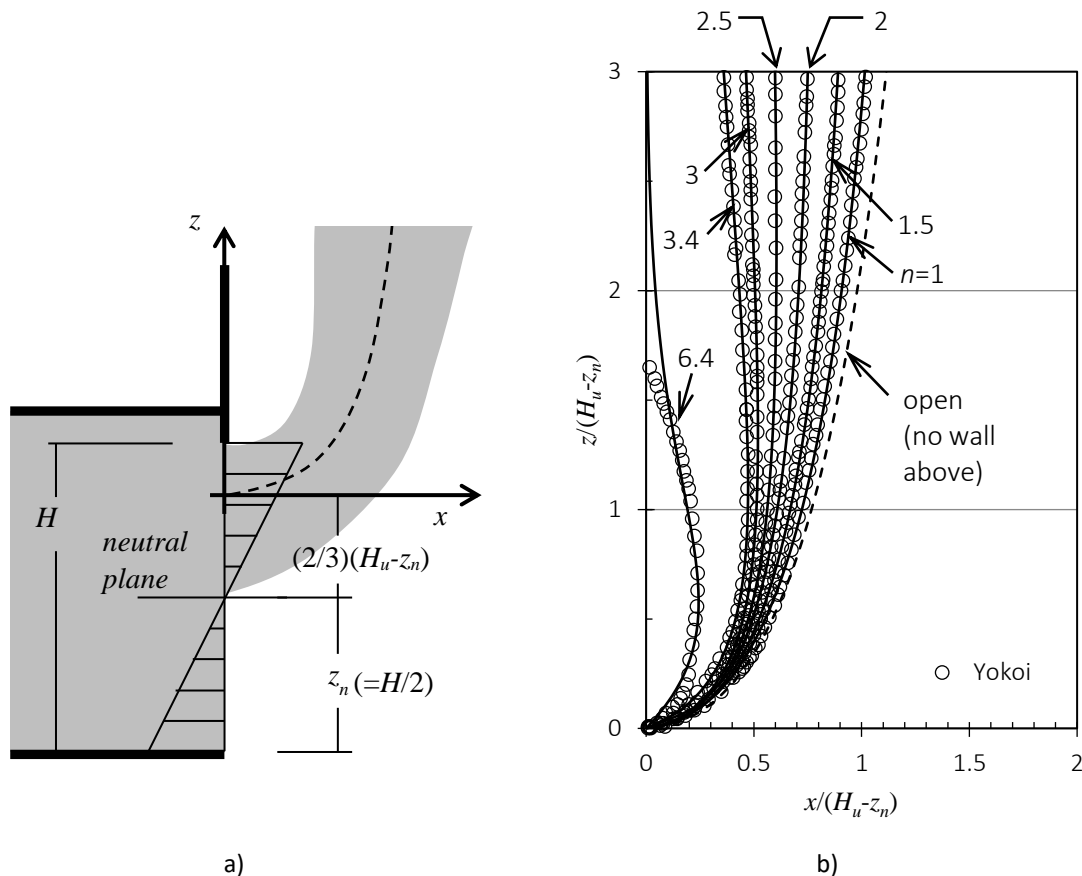 z
H
neutral
plane
x
(2/3)(Hu-zn)
zn(=H/2)
a)
2.5
2
3
3
3.4
1.5
n=1
2
6.4
open
(no wall
above)
z/(Hu-zn)
1
Yokoi
0
0
0.5
1
1.5
2
x/(Hu-zn)
b)